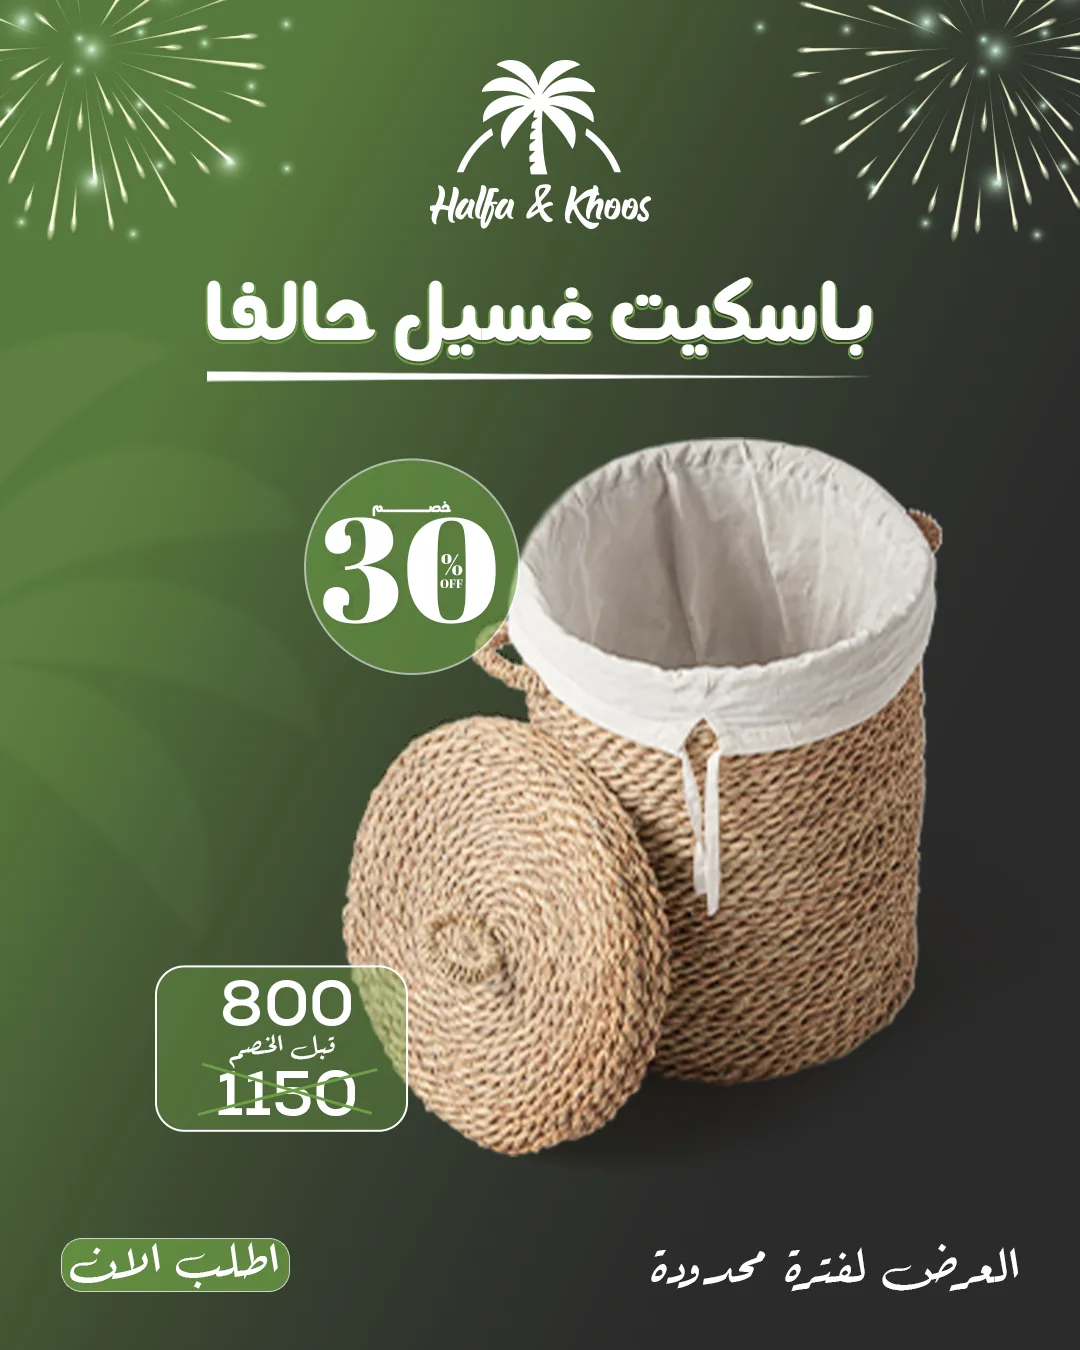 Halfa & Khoos
باسكيت غسيل حالفا
خصم
30
%
OFF
800
قبل الخصم
1150
اطلب الان
العرض لفترة محدودة